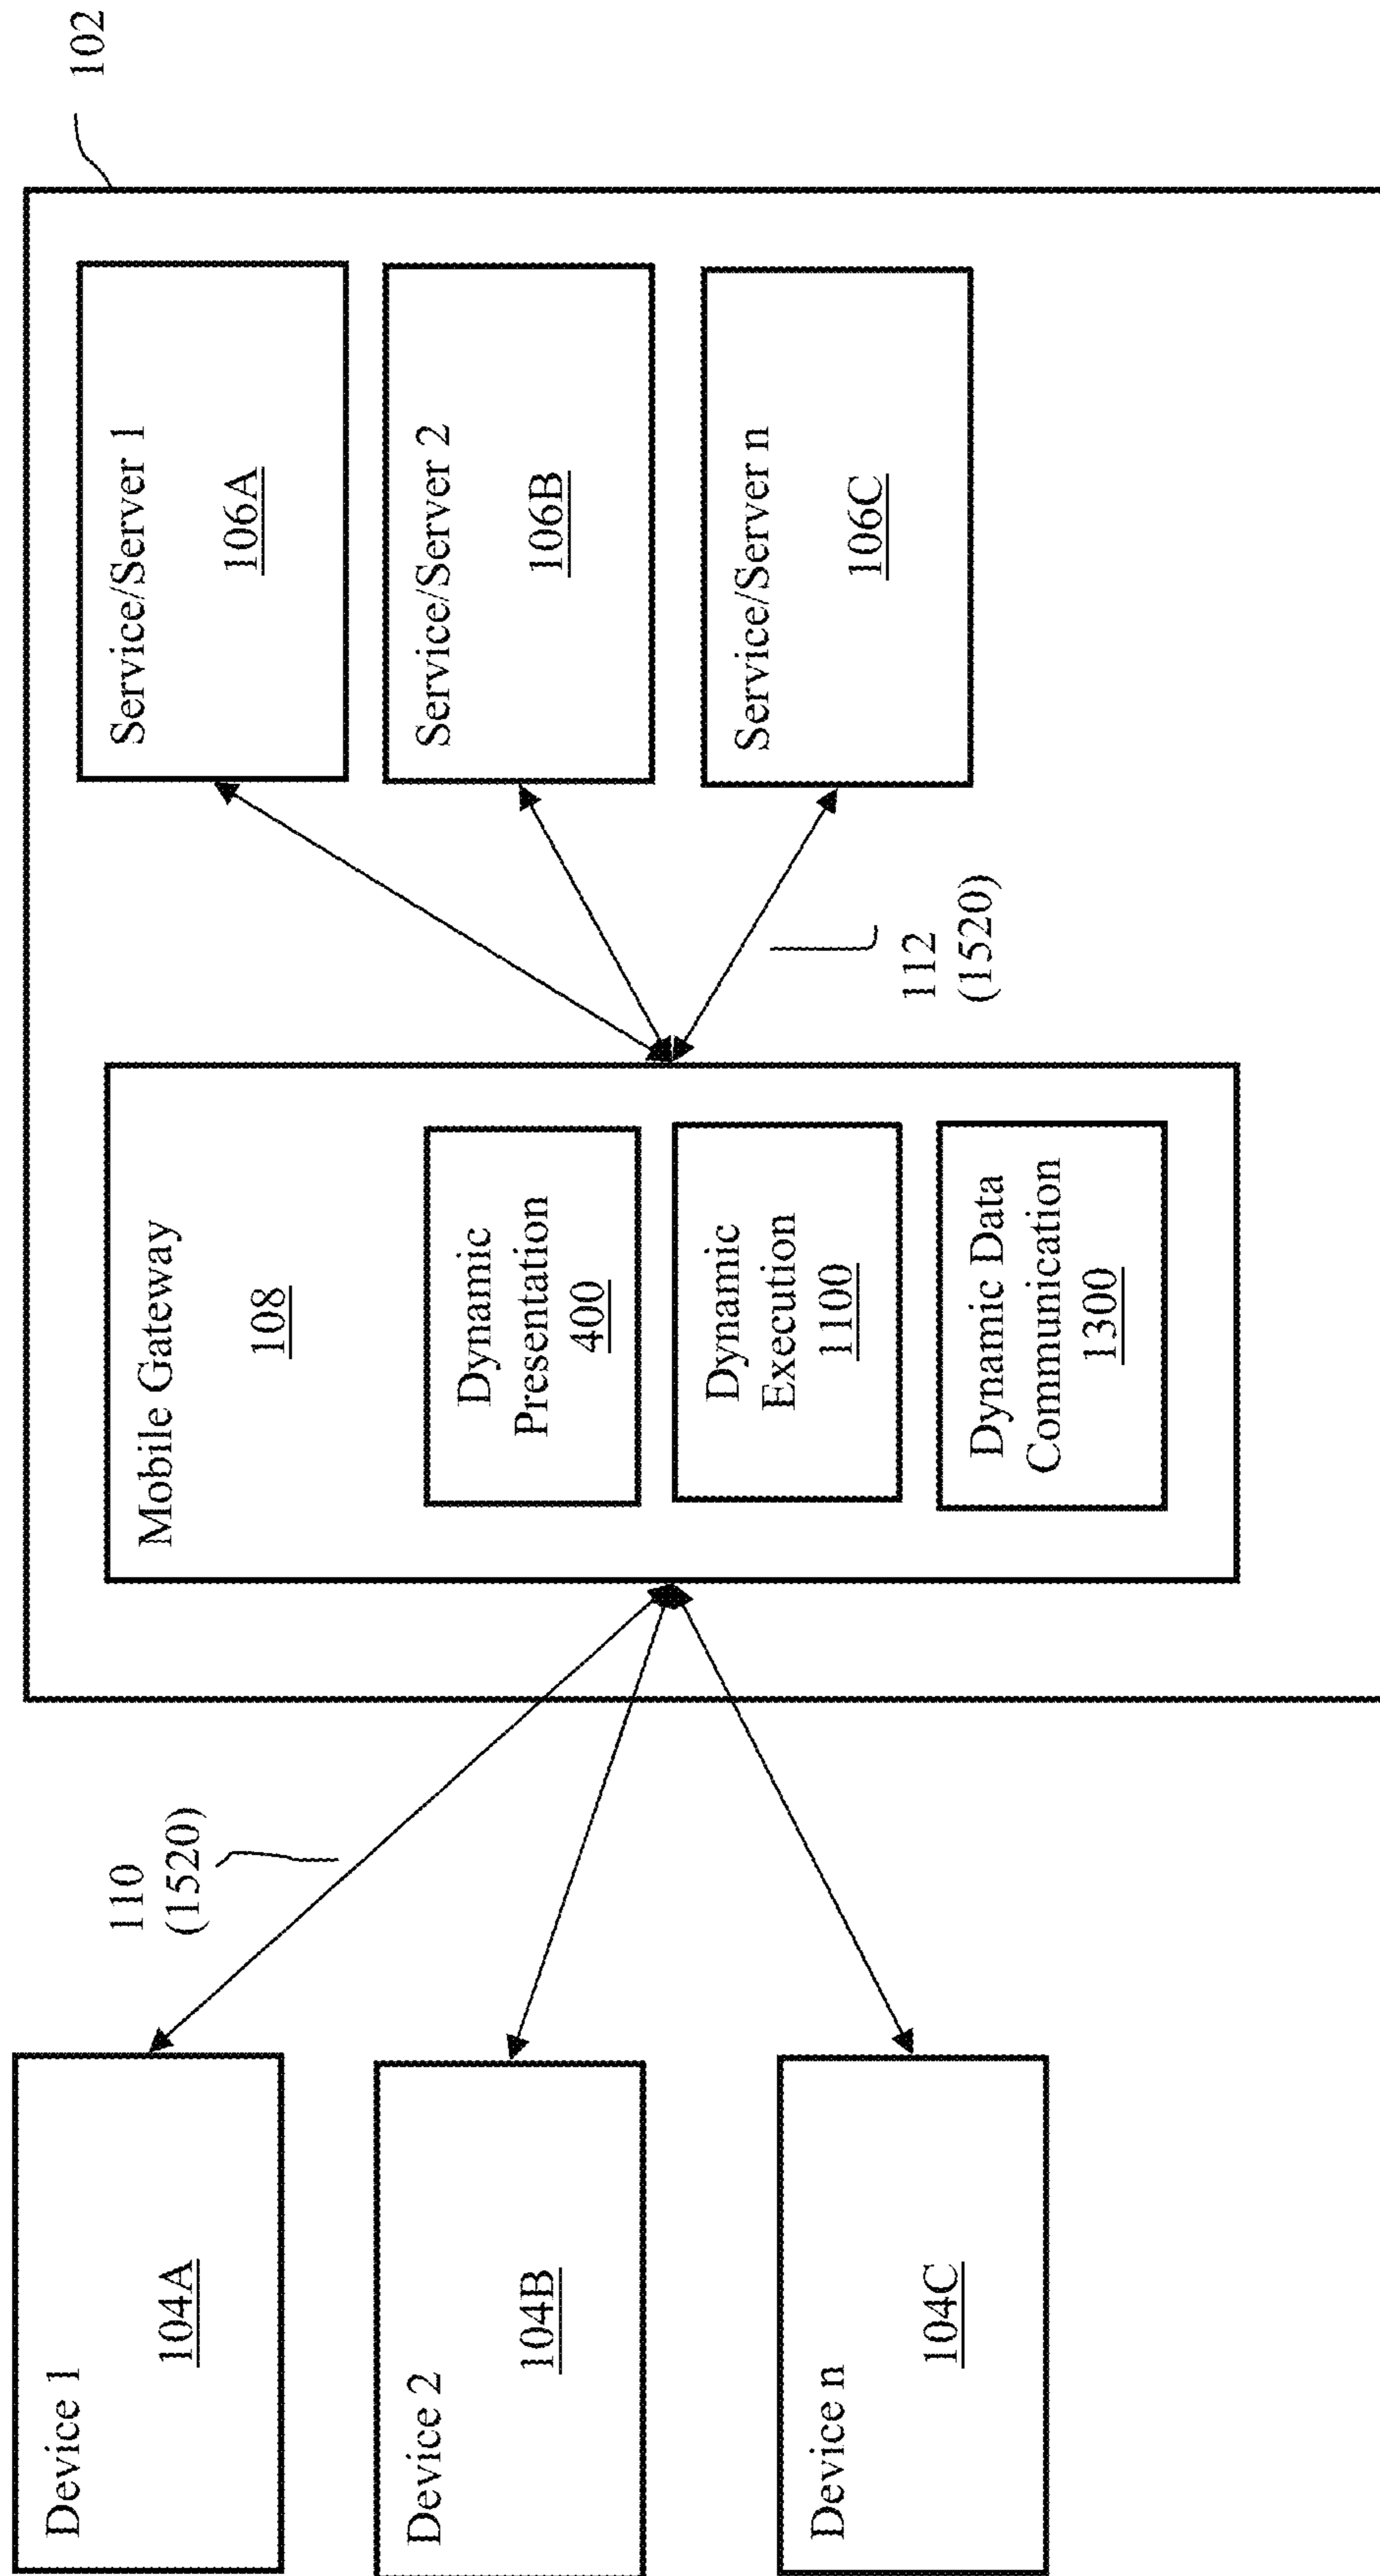 102
Device 1
104A
Device 2
104B
Device n
104C
110
(1520)
Mobile Gateway
108
Dynamic
Presentation
400
Dynamic
Execution
1100
Dynamic Data
Communication
1300
112
(1520)
Service/Server 1
106A
Service/Server 2
106B
Service/Server n
106C